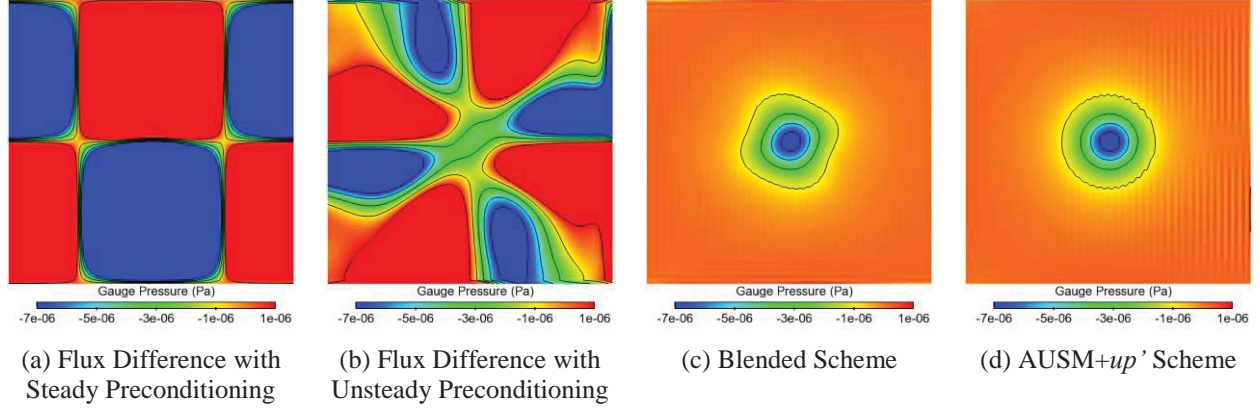 Gauge Pressure (Pa)
-7e-06 -5e-06 -3e-06 -1e-06 1e-06
(a) Flux Difference with
Steady Preconditioning
Gauge Pressure (Pa)
-7e-06 -5e-06 -3e-06 -1e-06 1e-06
(b) Flux Difference with
Unsteady Preconditioning
Gauge Pressure (Pa)
-7e-06 -5e-06 -3e-06 -1e-06 1e-06
(c) Blended Scheme
Gauge Pressure (Pa)
-7e-06 -5e-06 -3e-06 -1e-06 1e-06
(d) AUSM+up’ Scheme